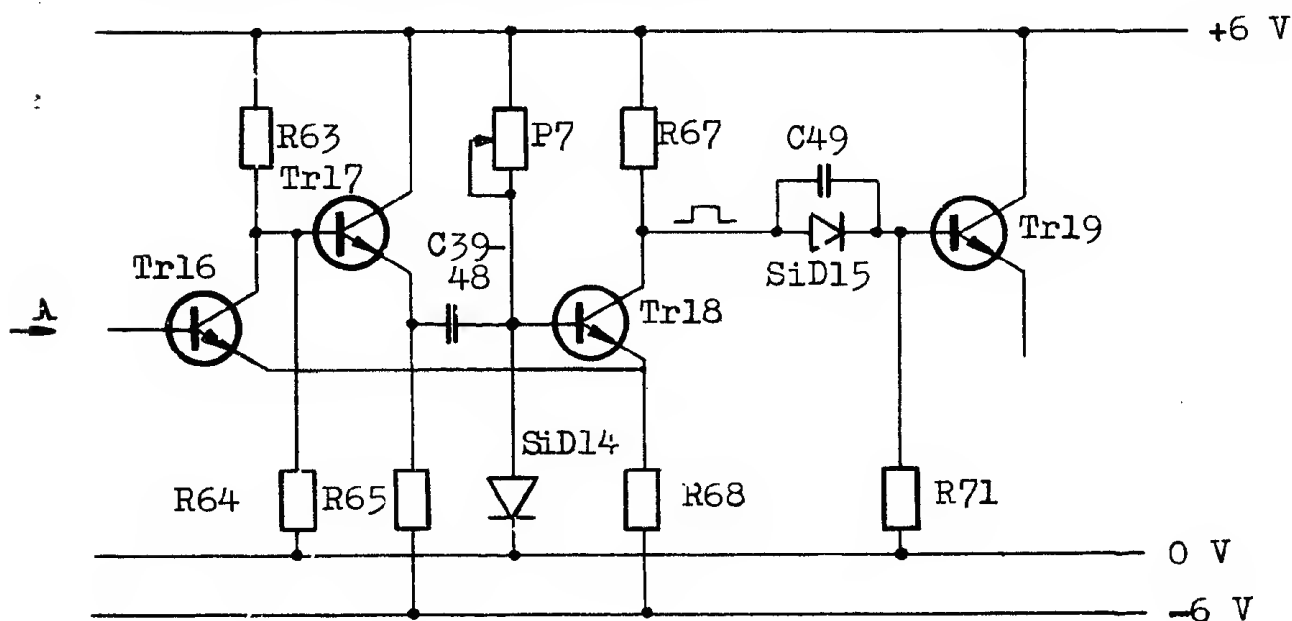 +6 V
R63
P7
R67
C49
Tr17
C39-
48
Tr19
Tr16
SiD15
Tr18
SiD14
R64
R65
R68
R71
0 V
-6 V